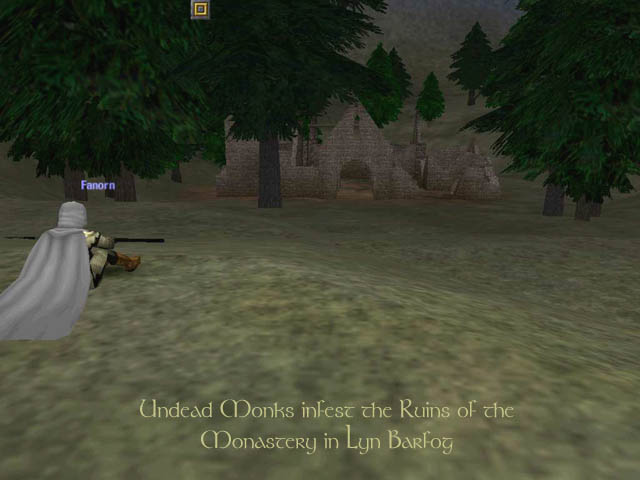 Fanorn
Undead Monks infest the Ruins of the
Monastery in Lyn Barfog